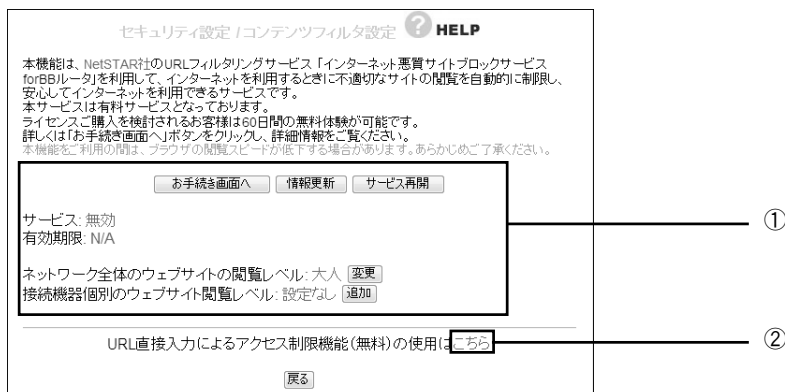 セキュリティ設定 / コンテンツフィルタ設定 ? HELP
本機能は、NetSTAR社のURLフィルタリングサービス「インターネット悪質サイトブロックサービス
forBBルータ」を利用して、インターネットを利用するときに不適切なサイトの閲覧を自動的に制限し、
安心してインターネットを利用できるサービスです。
本サービスは有料サービスとなっております。
ライセンスご購入を検討されるお客様は60日間の無料体験が可能です。
詳しくは「お手続き画面へ」ボタンをクリックし、詳細情報をご覧ください。
本機能をご利用の間は、ブラウザの閲覧スピードが低下する場合があります。あらかじめご了承ください。
お手続き画面へ 情報更新 サービス再開
①
サービス: 無効
有効期限: N/A
ネットワーク全体のウェブサイトの閲覧レベル: 大人 変更
接続機器個別のウェブサイト閲覧レベル: 設定なし 追加
URL直接入力によるアクセス制限機能(無料)の使用はこちら
②
戻る